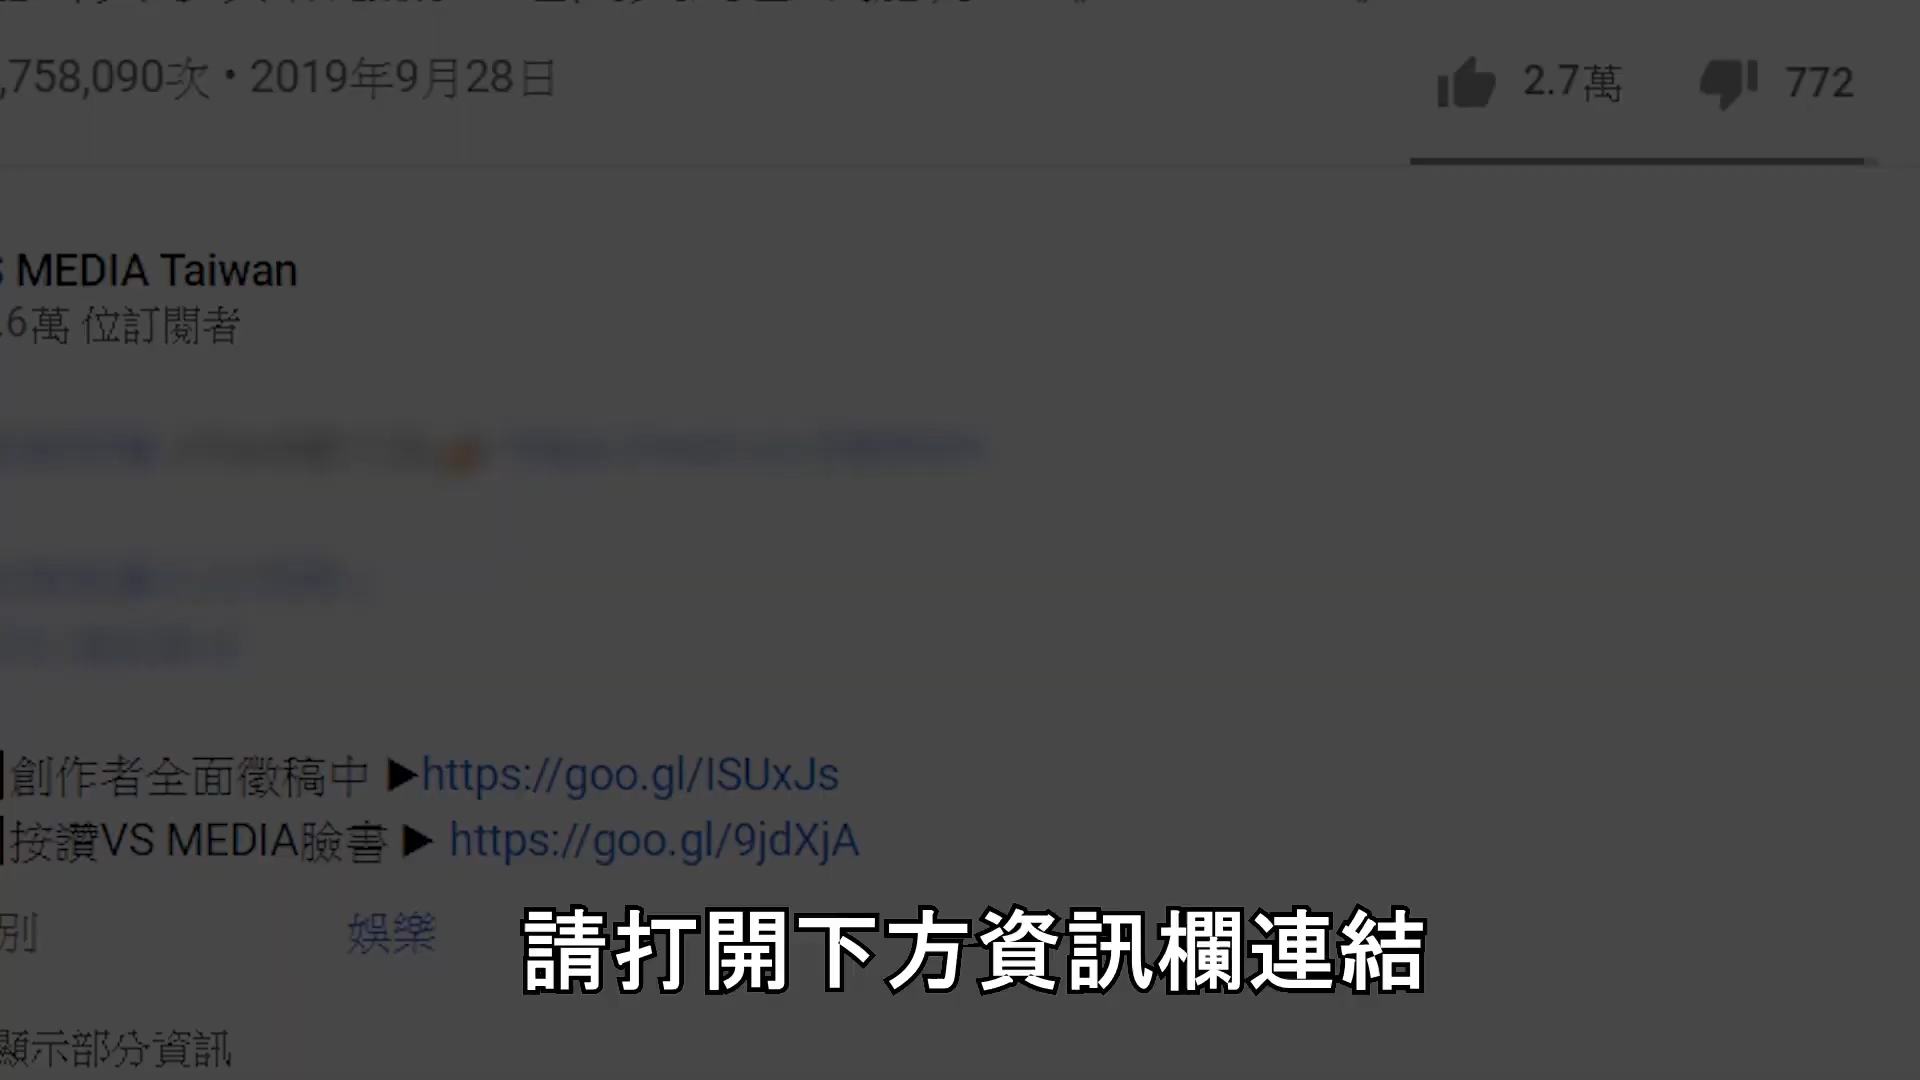 ,758,090次 • 2019年9月28日
2.7萬 772
MEDIA Taiwan
.6萬 位訂閱者
創作者全面徵稿中 ▶https://goo.gl/ISUxJs
按讚VS MEDIA臉書 ▶ https://goo.gl/9jdXjA
別 娛樂
請打開下方資訊欄連結
顯示部分資訊